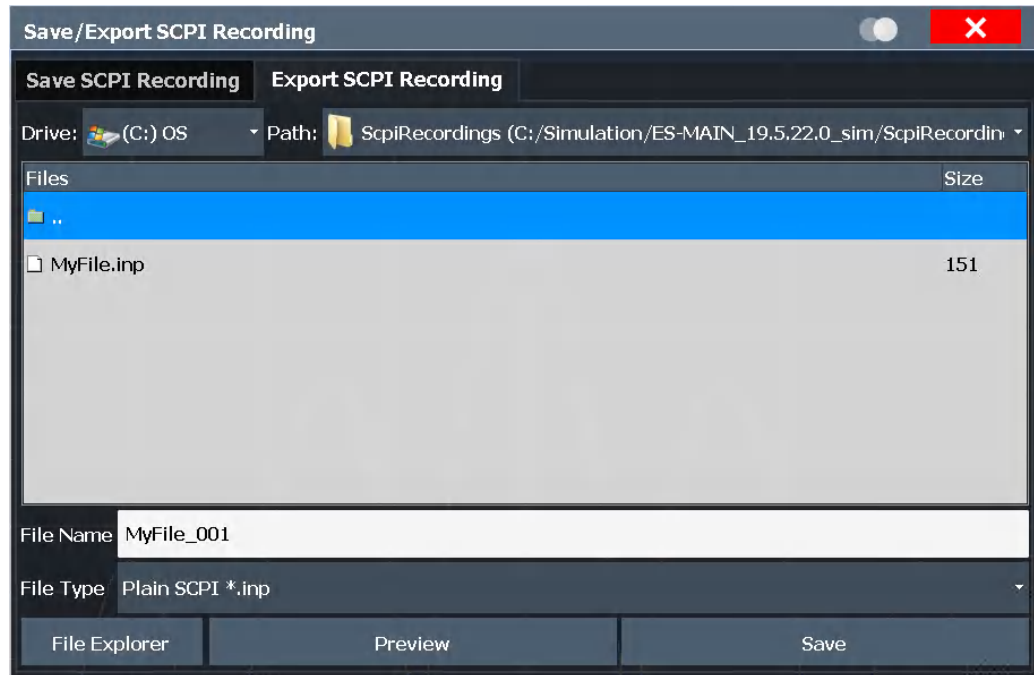 Save/Export SCPI Recording
Save SCPI Recording Export SCPI Recording
Drive: (C:) OS Path: ScpiRecordings (C:/Simulation/ES-MAIN_19.5.22.0_sim/ScpiRecordin
Files Size
..
MyFile.inp 151
File Name MyFile_001
File Type Plain SCPI *.inp
File Explorer Preview Save